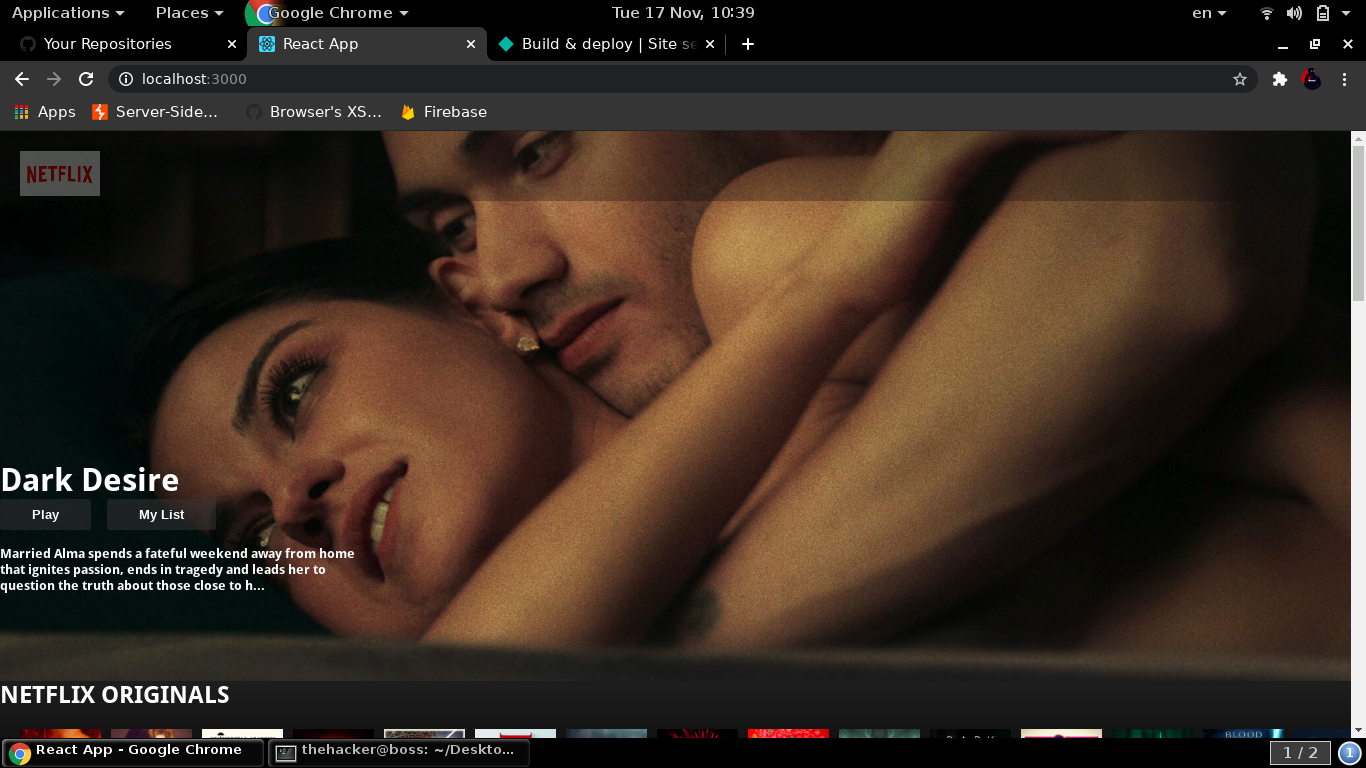 Applications Places Google Chrome Tue 17 Nov, 10:39 en
Your Repositories React App Build & deploy | Site se
localhost:3000
Apps Server-Side... Browser's XS... Firebase
NETFLIX
Dark Desire
Play My List
Married Alma spends a fateful weekend away from home
that ignites passion, ends in tragedy and leads her to
question the truth about those close to h...
NETFLIX ORIGINALS
BLOOD
React App - Google Chrome thehacker@boss: ~/Deskto... 1 / 2 1